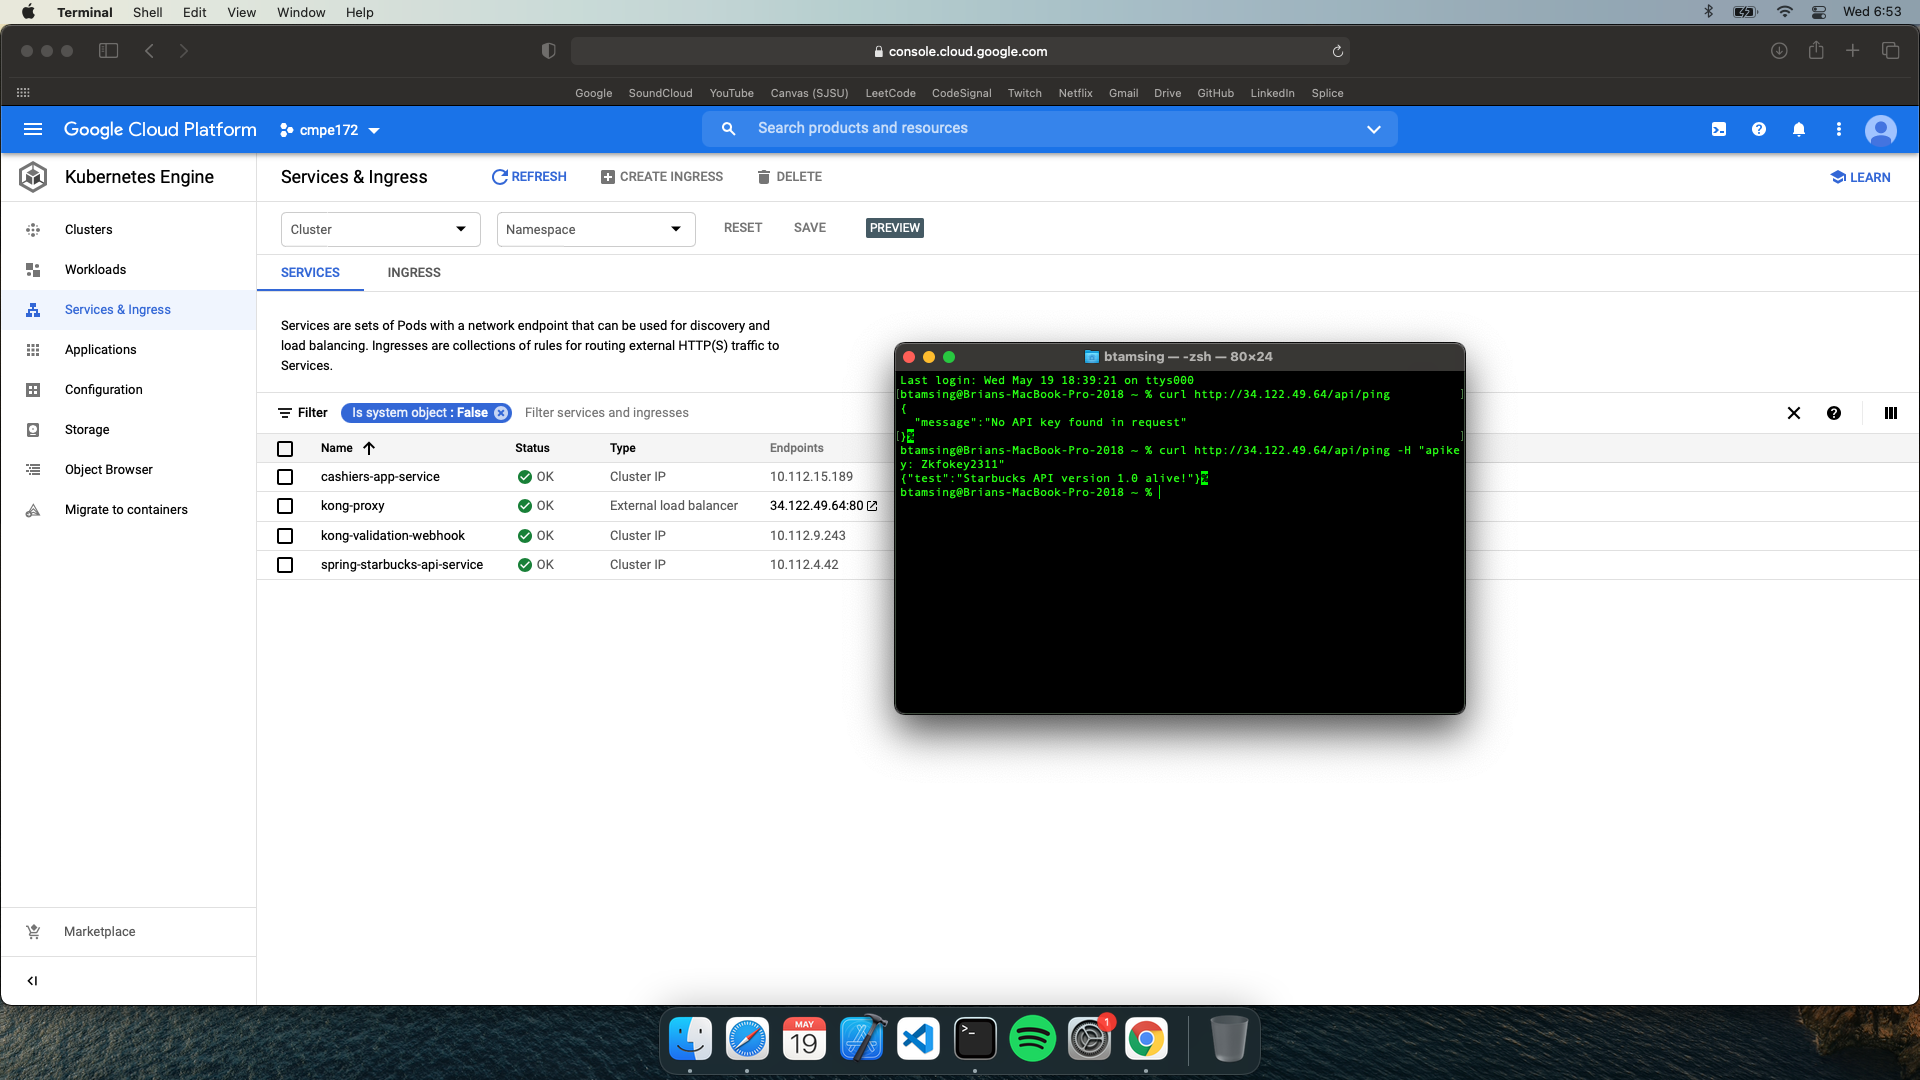 Terminal Shell Edit View Window Help Wed 6:53
console.cloud.google.com
Google SoundCloud YouTube Canvas (SJSU) LeetCode CodeSignal Twitch Netflix Gmail Drive GitHub LinkedIn Splice
Google Cloud Platform cmpe172 Search products and resources
Kubernetes Engine
Services & Ingress REFRESH CREATE INGRESS DELETE LEARN
Clusters
Workloads
Services & Ingress
Applications
Configuration
Storage
Object Browser
Migrate to containers
Marketplace
Cluster Namespace RESET SAVE PREVIEW
SERVICES INGRESS
Services are sets of Pods with a network endpoint that can be used for discovery and
load balancing. Ingresses are collections of rules for routing external HTTP(S) traffic to
Services.
Filter Is system object : False Filter services and ingresses
Name Status Type Endpoints
cashiers-app-service OK Cluster IP 10.112.15.189
kong-proxy OK External load balancer 34.122.49.64:80
kong-validation-webhook OK Cluster IP 10.112.9.243
spring-starbucks-api-service OK Cluster IP 10.112.4.42
btamsing — -zsh — 80×24
Last login: Wed May 19 18:39:21 on ttys000
[btamsing@Brians-MacBook-Pro-2018 ~ % curl http://34.122.49.64/api/ping ]
{
"message":"No API key found in request"
[}% ]
btamsing@Brians-MacBook-Pro-2018 ~ % curl http://34.122.49.64/api/ping -H "apike
y: Zkfokey2311"
{"test":"Starbucks API version 1.0 alive!"}%
btamsing@Brians-MacBook-Pro-2018 ~ %
MAY
19
1